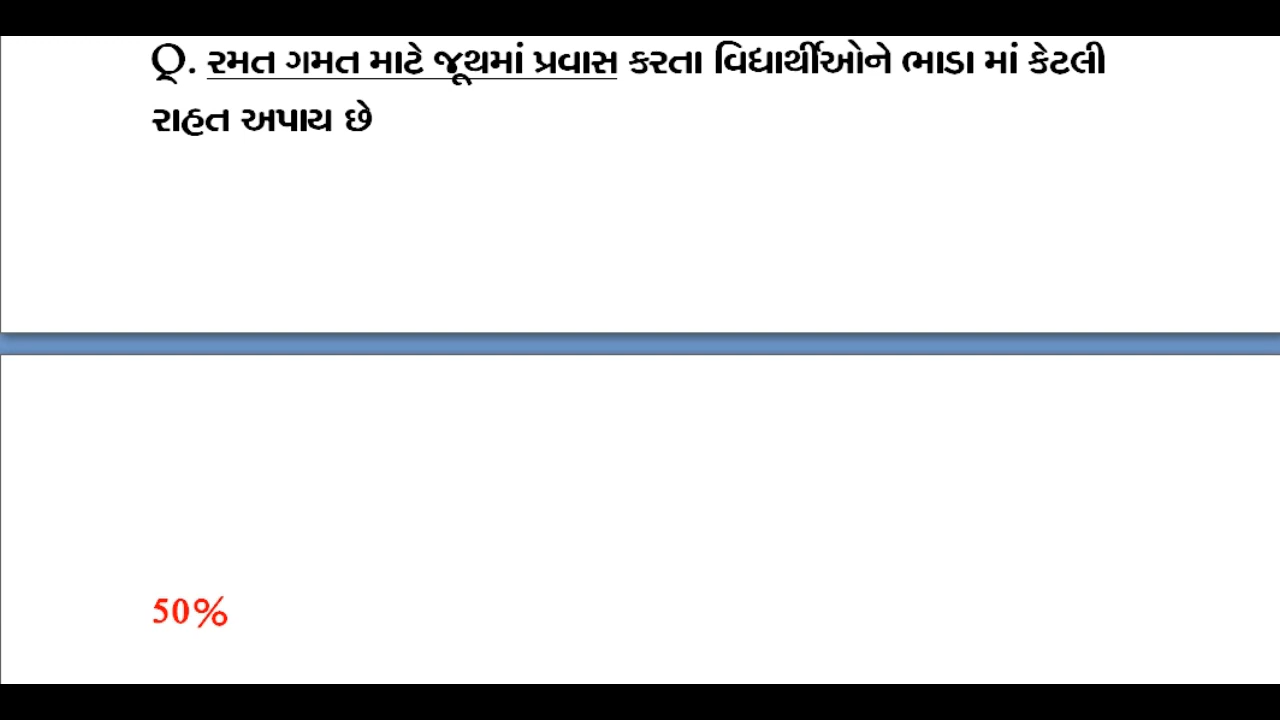 Q. રમત ગમત માટે જૂથમાં પ્રવાસ કરતા વિદ્યાર્થીઓને ભાડા માં કેટલી
રાહત અપાય છે
50%